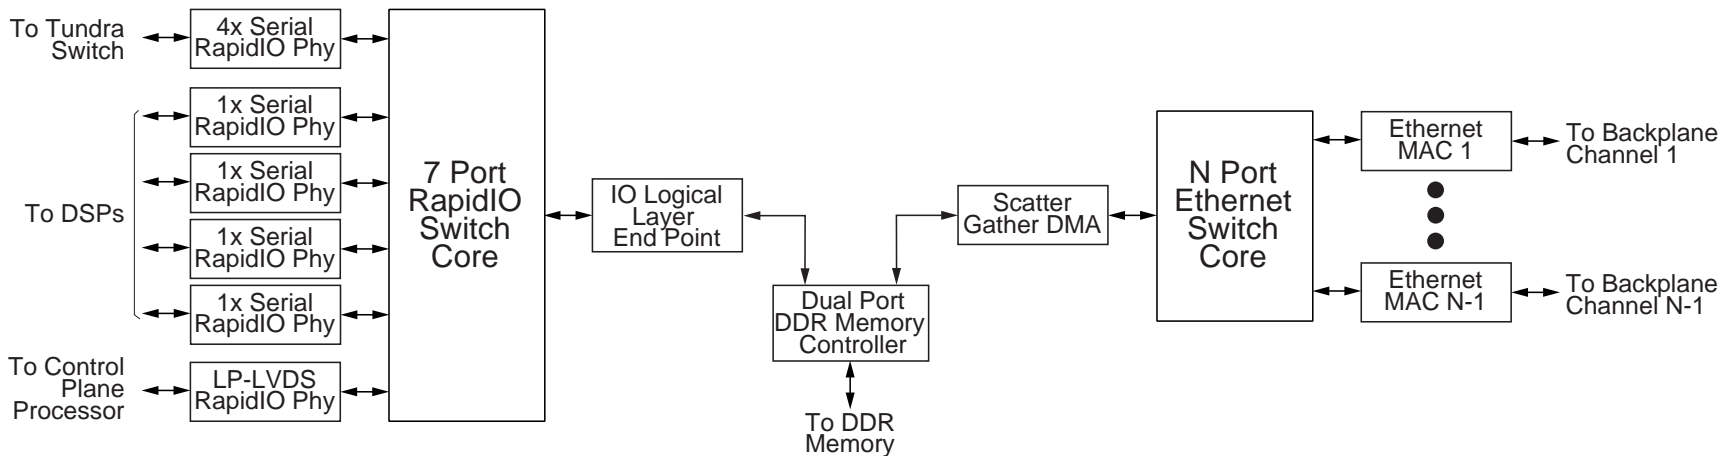 To Tundra
Switch
4x Serial
RapidIO Phy
1x Serial
RapidIO Phy
1x Serial
RapidIO Phy
To DSPs
1x Serial
RapidIO Phy
1x Serial
RapidIO Phy
To Control
Plane
Processor
LP-LVDS
RapidIO Phy
7 Port
RapidIO
Switch
Core
IO Logical
Layer
End Point
Dual Port
DDR Memory
Controller
To DDR
Memory
Scatter
Gather DMA
N Port
Ethernet
Switch
Core
Ethernet
MAC 1
To Backplane
Channel 1
Ethernet
MAC N-1
To Backplane
Channel N-1